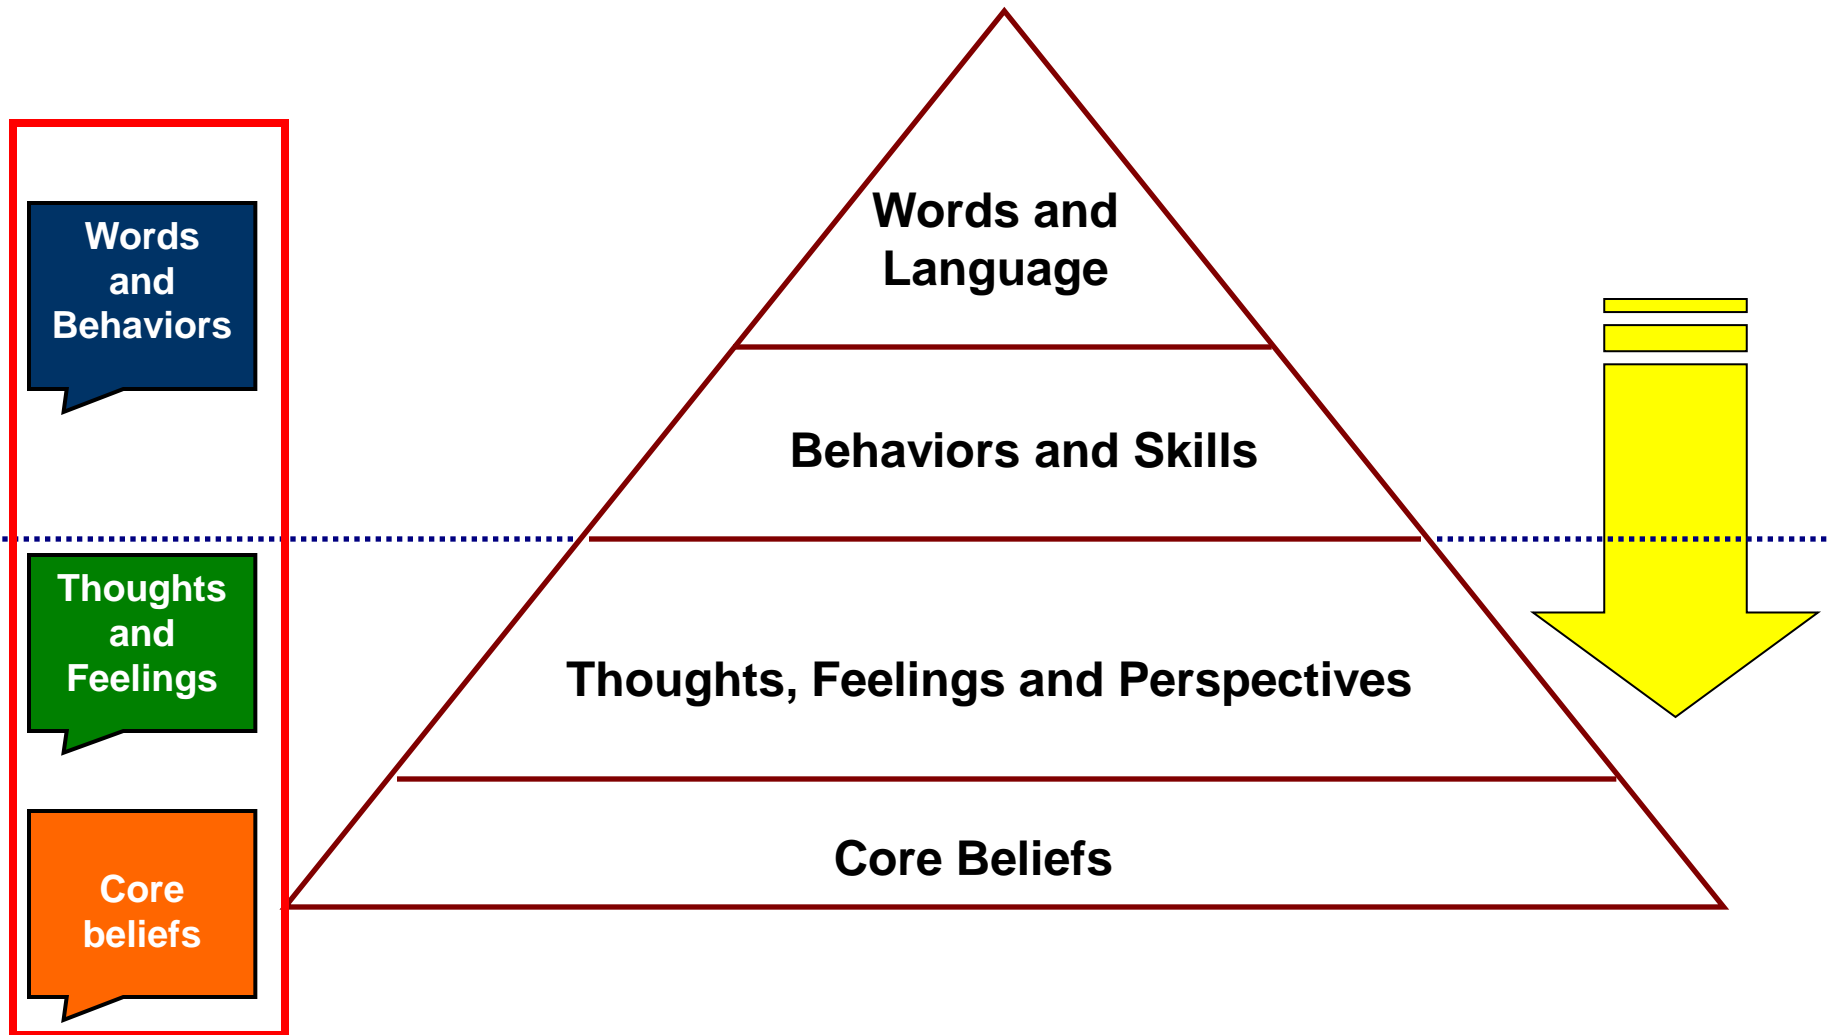 Words and
Language
Behaviors and Skills
Thoughts, Feelings and Perspectives
Core Beliefs
Words
and
Behaviors
Thoughts
and
Feelings
Core
beliefs